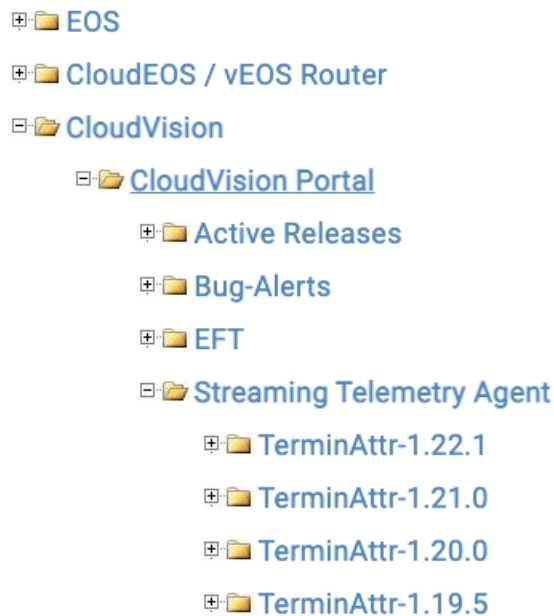 EOS
CloudEOS / vEOS Router
CloudVision
CloudVision Portal
Active Releases
Bug-Alerts
EFT
Streaming Telemetry Agent
TerminAttr-1.22.1
TerminAttr-1.21.0
TerminAttr-1.20.0
TerminAttr-1.19.5